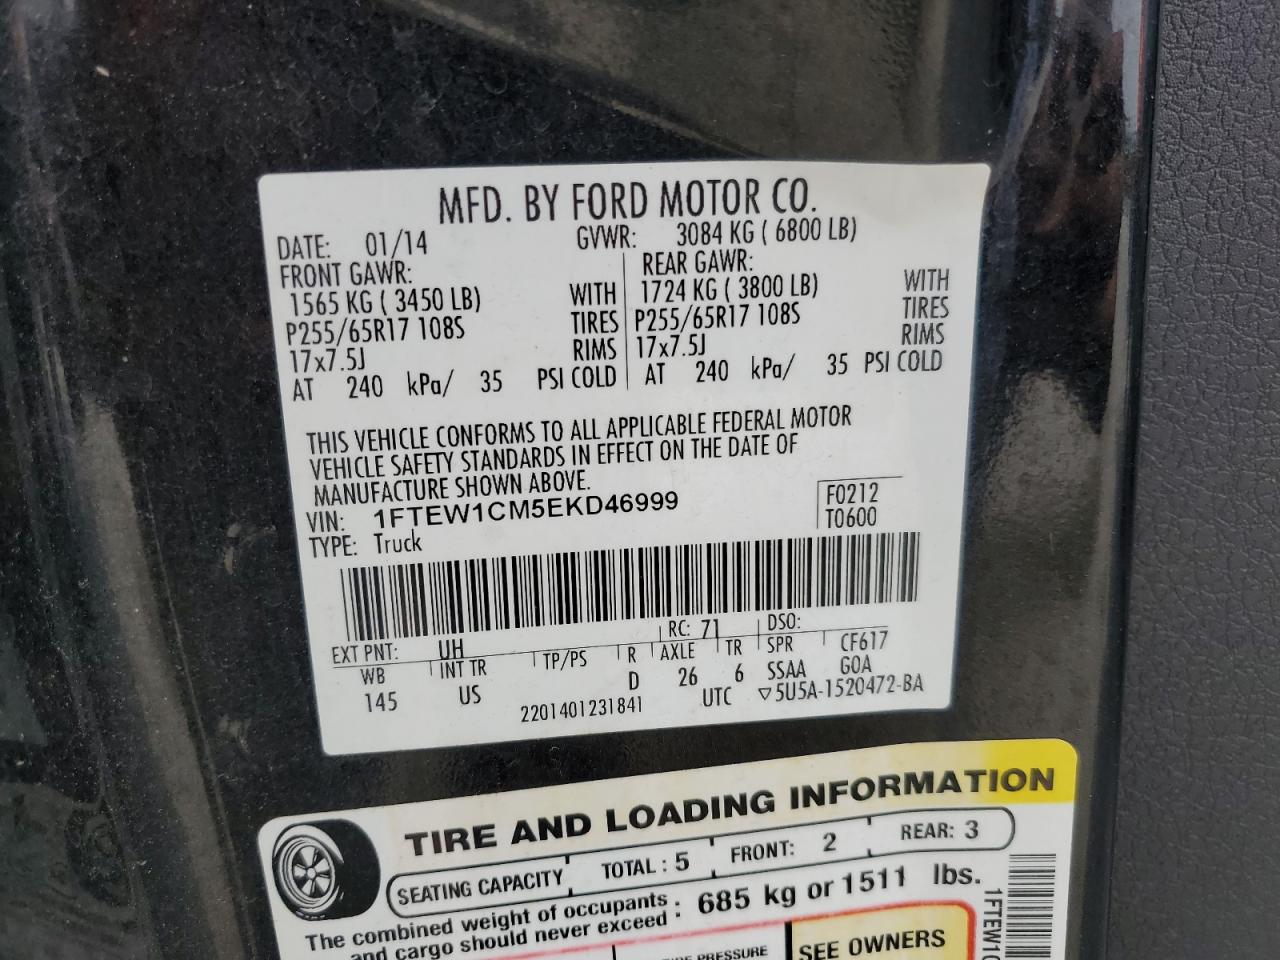 MFD. BY FORD MOTOR CO.
DATE: 01/14 GVWR: 3084 KG ( 6800 LB)
FRONT GAWR: REAR GAWR:
1565 KG ( 3450 LB) WITH 1724 KG ( 3800 LB) WITH
P255/65R17 108S TIRES P255/65R17 108S TIRES
17x7.5J RIMS 17x7.5J RIMS
AT 240 kPa/ 35 PSI COLD AT 240 kPa/ 35 PSI COLD
THIS VEHICLE CONFORMS TO ALL APPLICABLE FEDERAL MOTOR
VEHICLE SAFETY STANDARDS IN EFFECT ON THE DATE OF
MANUFACTURE SHOWN ABOVE.
VIN: 1FTEW1CM5EKD46999 F0212
TYPE: Truck T0600
EXT PNT: UH RC: 71 DSO:
WB INT TR TP/PS R AXLE TR SPR CF617
145 US D 26 6 SSAA GOA
2201401231841 UTC ▽5U5A-1520472-BA
TIRE AND LOADING INFORMATION
SEATING CAPACITY TOTAL : 5 FRONT: 2 REAR: 3
The combined weight of occupants and cargo should never exceed : 685 kg or 1511 lbs.
PRESSURE SEE OWNERS
1FTEW1C